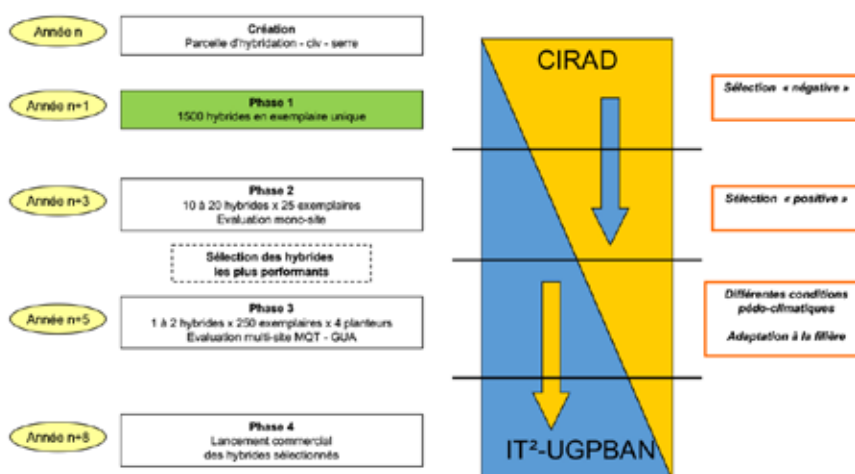 Année n
Création
Parcelle d'hybridation - civ - serre
CIRAD
Année n+1
Phase 1
1500 hybrides en exemplaire unique
Sélection « négative »
Année n+3
Phase 2
10 à 20 hybrides x 25 exemplaires
Evaluation mono-site
Sélection « positive »
Sélection des hybrides
les plus performants
Année n+5
Phase 3
1 à 2 hybrides x 250 exemplaires x 4 planteurs
Evaluation multi-site MQT - GUA
Différentes conditions
pédo-climatiques
Adaptation à la filière
Année n+8
Phase 4
Lancement commercial
des hybrides sélectionnés
IT²-UGPBAN